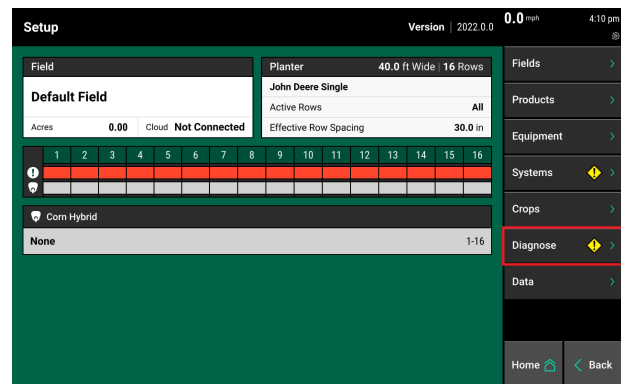 Setup
Version | 2022.0.0
0.0 mph
4:10 pm
Field
Default Field
Acres 0.00 Cloud Not Connected
Planter 40.0 ft Wide | 16 Rows
John Deere Single
Active Rows All
Effective Row Spacing 30.0 in
1 2 3 4 5 6 7 8 9 10 11 12 13 14 15 16
Corn Hybrid
None 1-16
Fields
Products
Equipment
Systems
Crops
Diagnose
Data
Home
Back